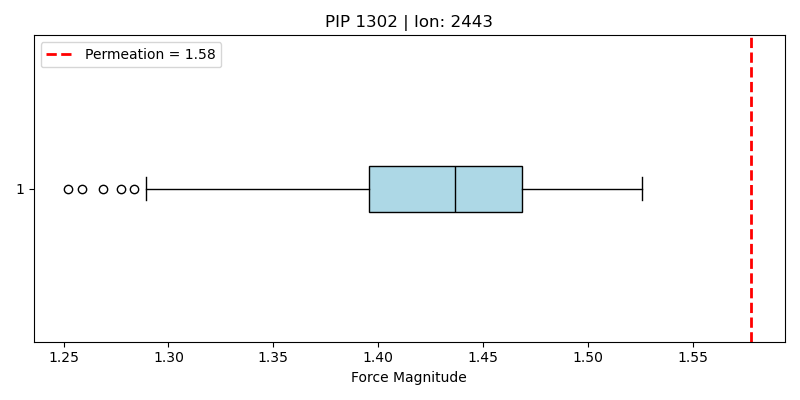 PIP 1302 | Ion: 2443
Permeation = 1.58
1
1.25 1.30 1.35 1.40 1.45 1.50 1.55
Force Magnitude